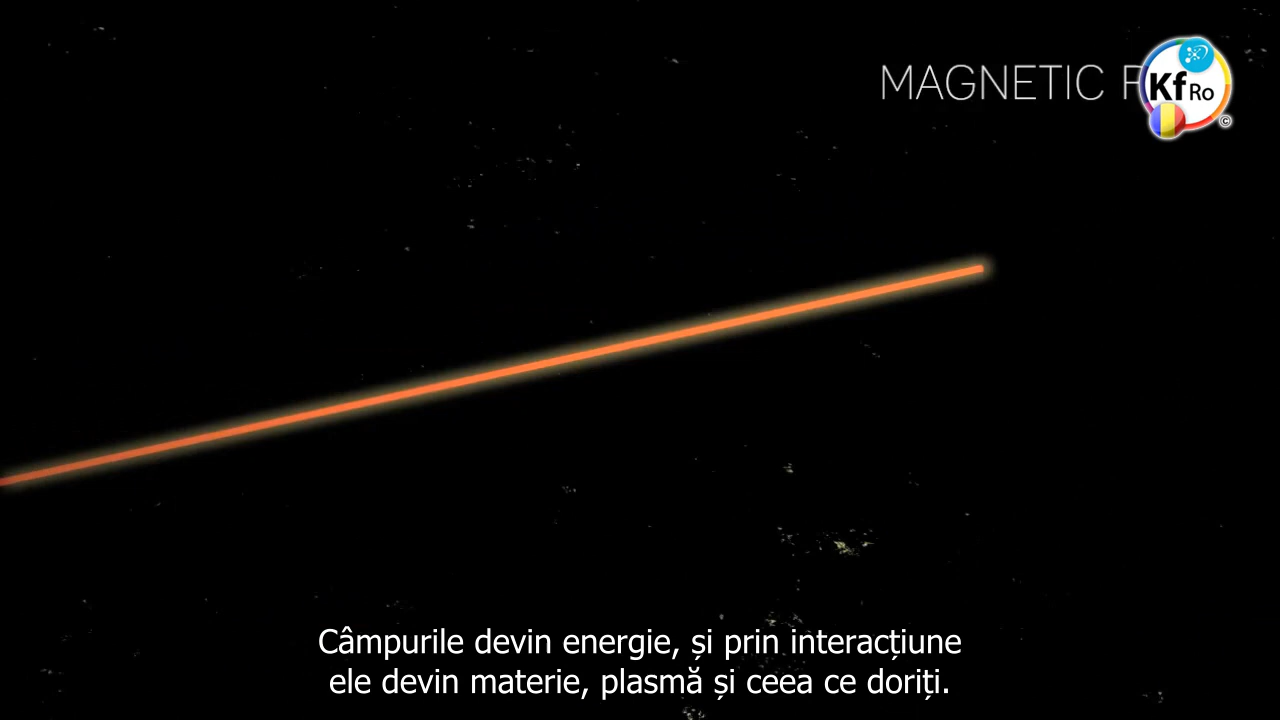 MAGNETIC
Kf Ro
©
Câmpurile devin energie, și prin interacțiune
ele devin materie, plasmă și ceea ce doriți.